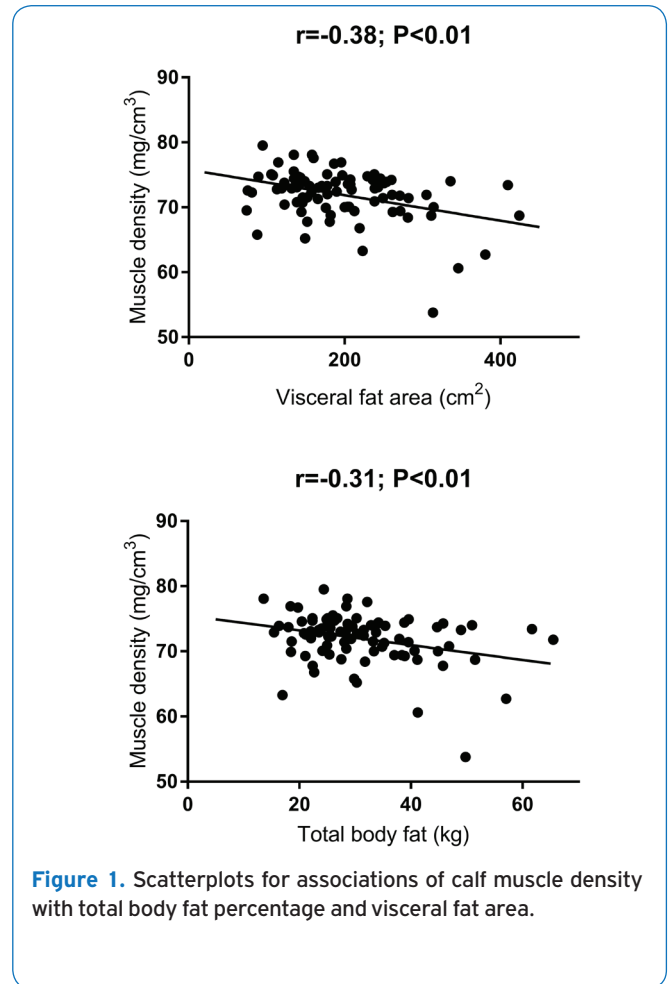 r=-0.38; P<0.01
90
80
70
60
50
Muscle density (mg/cm³)
0 200 400
Visceral fat area (cm²)
r=-0.31; P<0.01
90
80
70
60
50
Muscle density (mg/cm³)
0 20 40 60
Total body fat (kg)
Figure 1. Scatterplots for associations of calf muscle density
with total body fat percentage and visceral fat area.